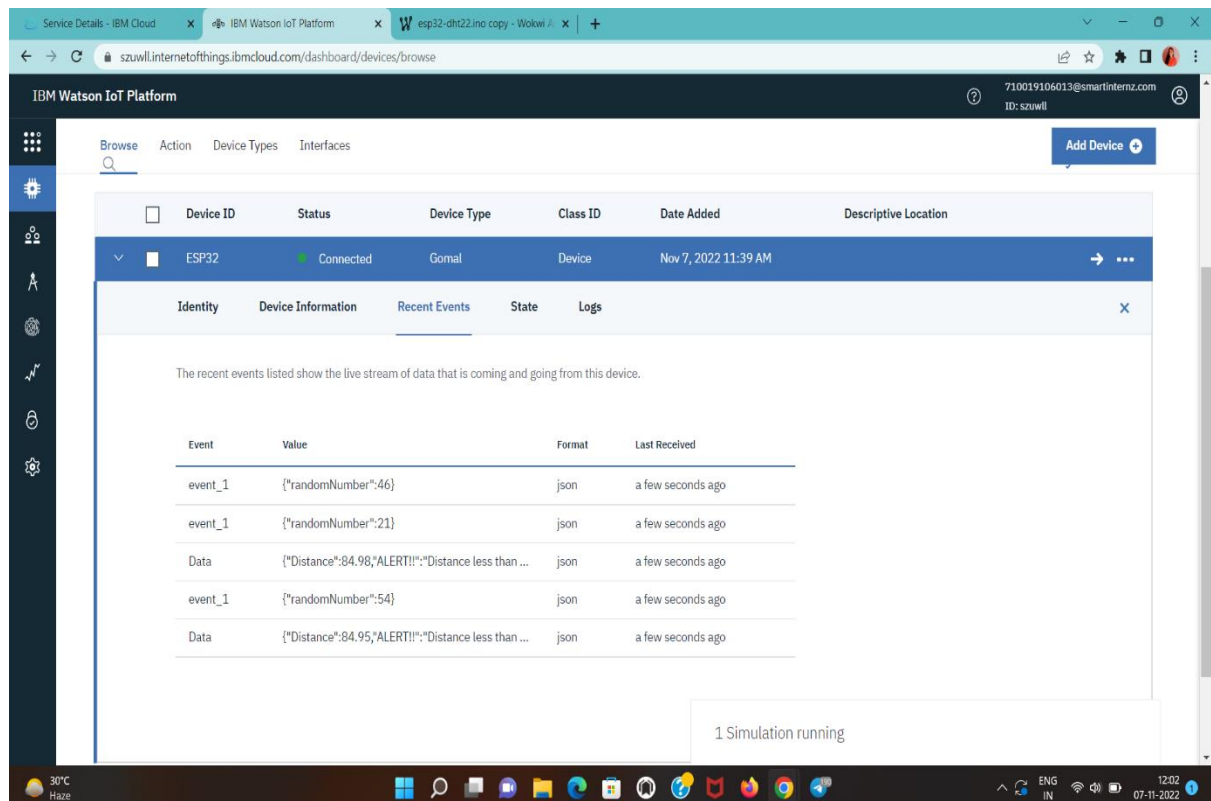 Service Details - IBM Cloud IBM Watson IoT Platform esp32-dht22.ino copy - Wokwi A
szuwll.internetofthings.ibmcloud.com/dashboard/devices/browse
IBM Watson IoT Platform 710019106013@smartinternz.com
ID: szuwll
Browse Action Device Types Interfaces Add Device
Device ID Status Device Type Class ID Date Added Descriptive Location
ESP32 Connected Gomal Device Nov 7, 2022 11:39 AM
Identity Device Information Recent Events State Logs
The recent events listed show the live stream of data that is coming and going from this device.
Event Value Format Last Received
event_1 {"randomNumber":46} json a few seconds ago
event_1 {"randomNumber":21} json a few seconds ago
Data {"Distance":84.98,"ALERT!!":"Distance less than ... json a few seconds ago
event_1 {"randomNumber":54} json a few seconds ago
Data {"Distance":84.95,"ALERT!!":"Distance less than ... json a few seconds ago
1 Simulation running
30°C
Haze
ENG
IN
12:02
07-11-2022 1